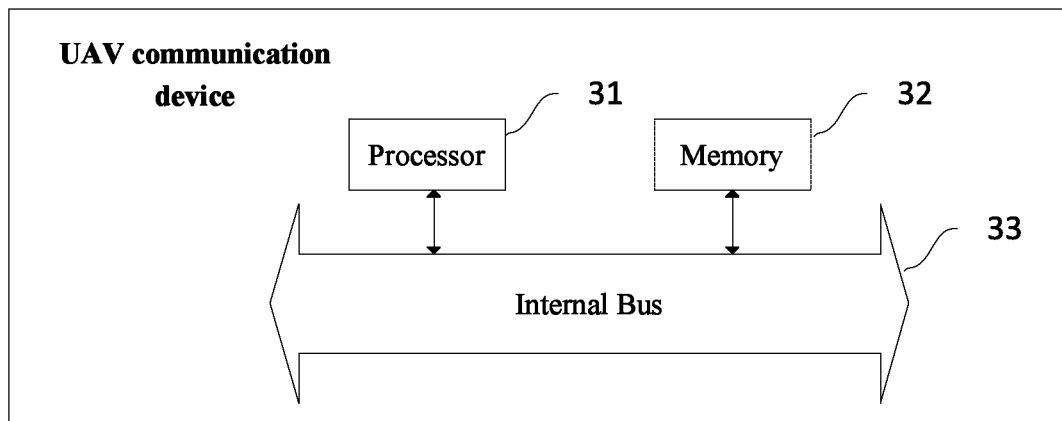 UAV communication
device
31
32
Processor
Memory
33
Internal Bus